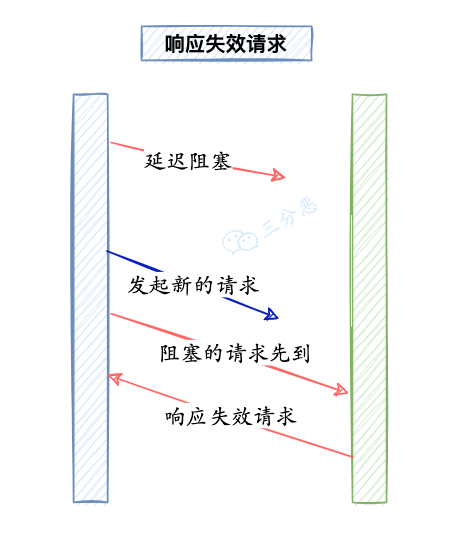 响应失效请求
延迟阻塞
三分恶
发起新的请求
阻塞的请求先到
响应失效请求